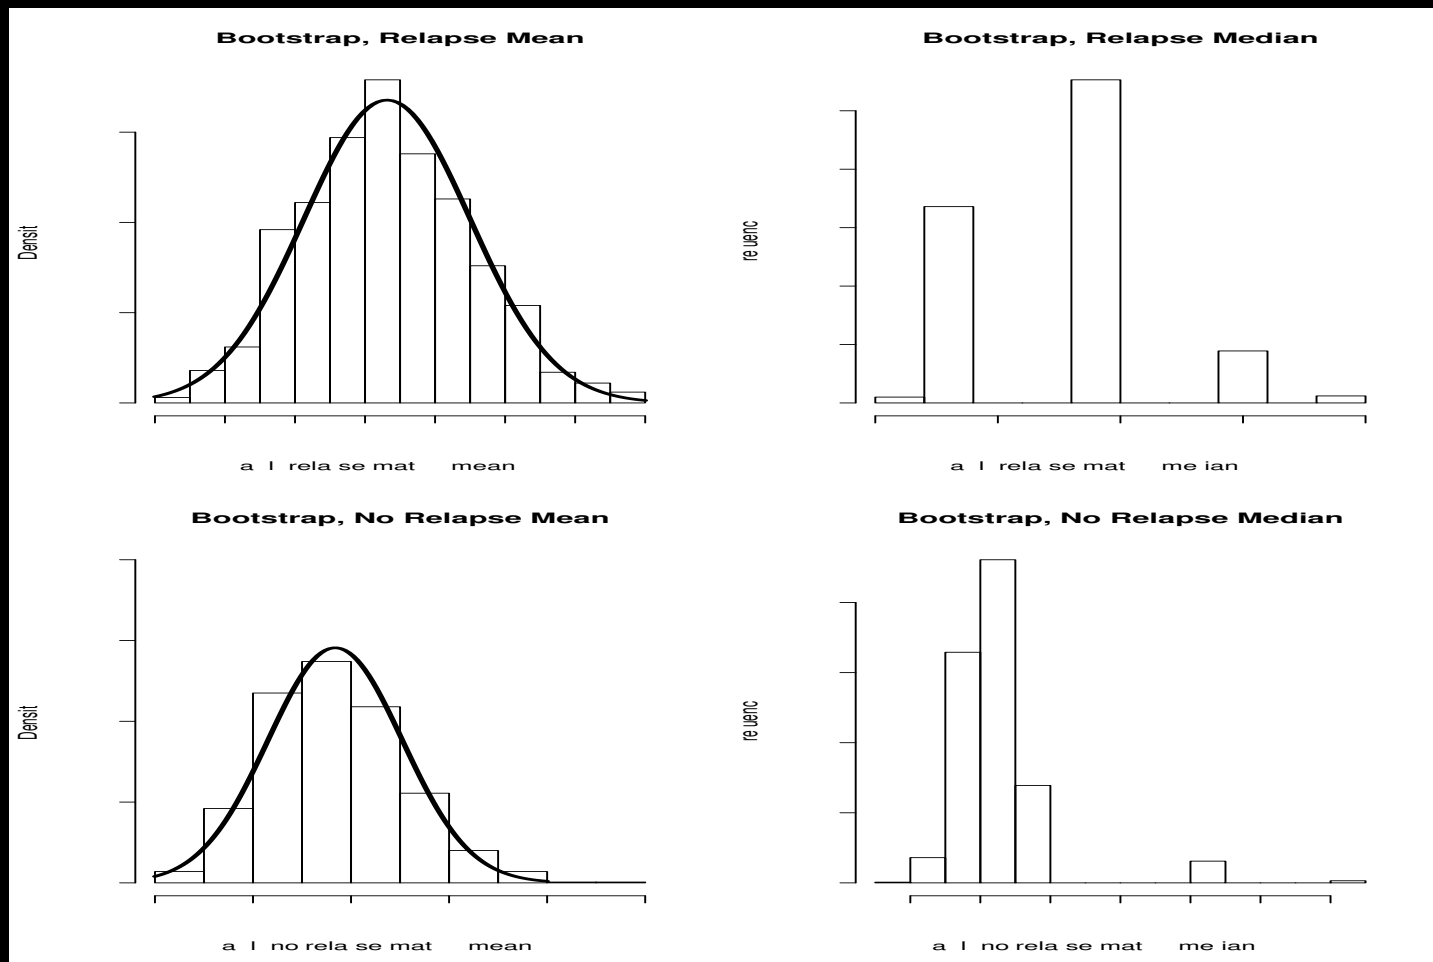 Bootstrap, Relapse Mean
Densit
a l rela se mat mean
Bootstrap, Relapse Median
re uenc
a l rela se mat me ian
Bootstrap, No Relapse Mean
Densit
a l no rela se mat mean
Bootstrap, No Relapse Median
re uenc
a l no rela se mat me ian